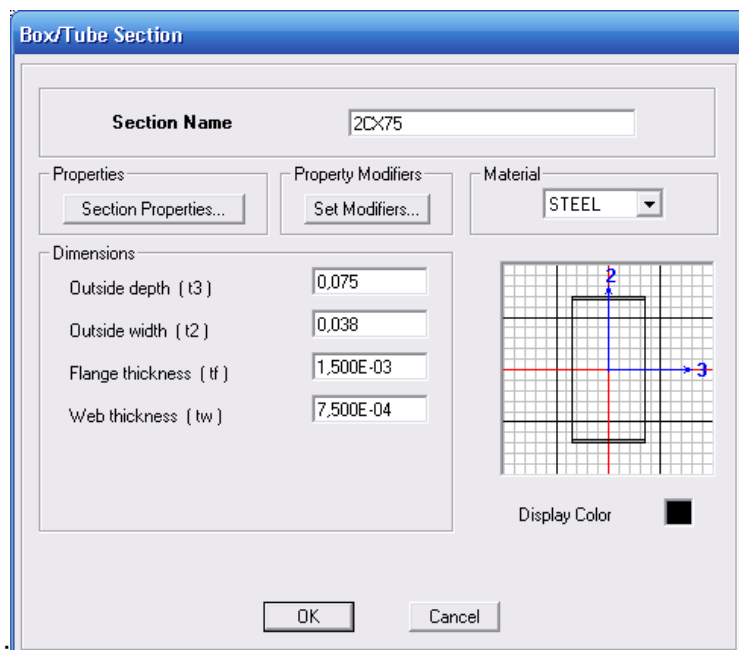 Box/Tube Section
Section Name 2CX75
Properties Property Modifiers Material
Section Properties... Set Modifiers... STEEL
Dimensions
Outside depth ( t3 ) 0,075
Outside width ( t2 ) 0,038
Flange thickness ( tf ) 1,500E-03
Web thickness ( tw ) 7,500E-04
2
3
Display Color
OK Cancel